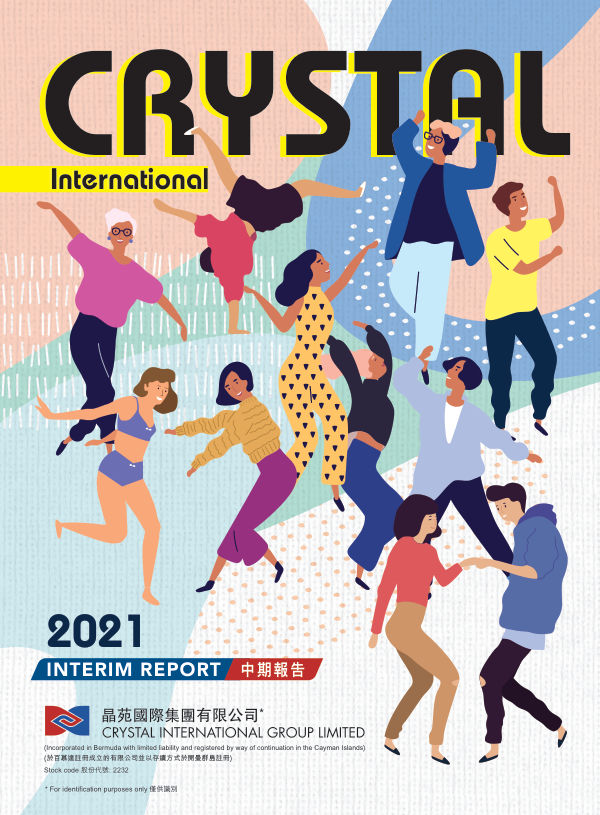 CRYSTAL
International
2021
INTERIM REPORT 中期報告
晶苑國際集團有限公司*
CRYSTAL INTERNATIONAL GROUP LIMITED
(Incorporated in Bermuda with limited liability and registered by way of continuation in the Cayman Islands)
(於百慕達註冊成立的有限公司並以存續方式於開曼群島註冊)
Stock code 股份代號: 2232
* For identification purposes only 僅供識別